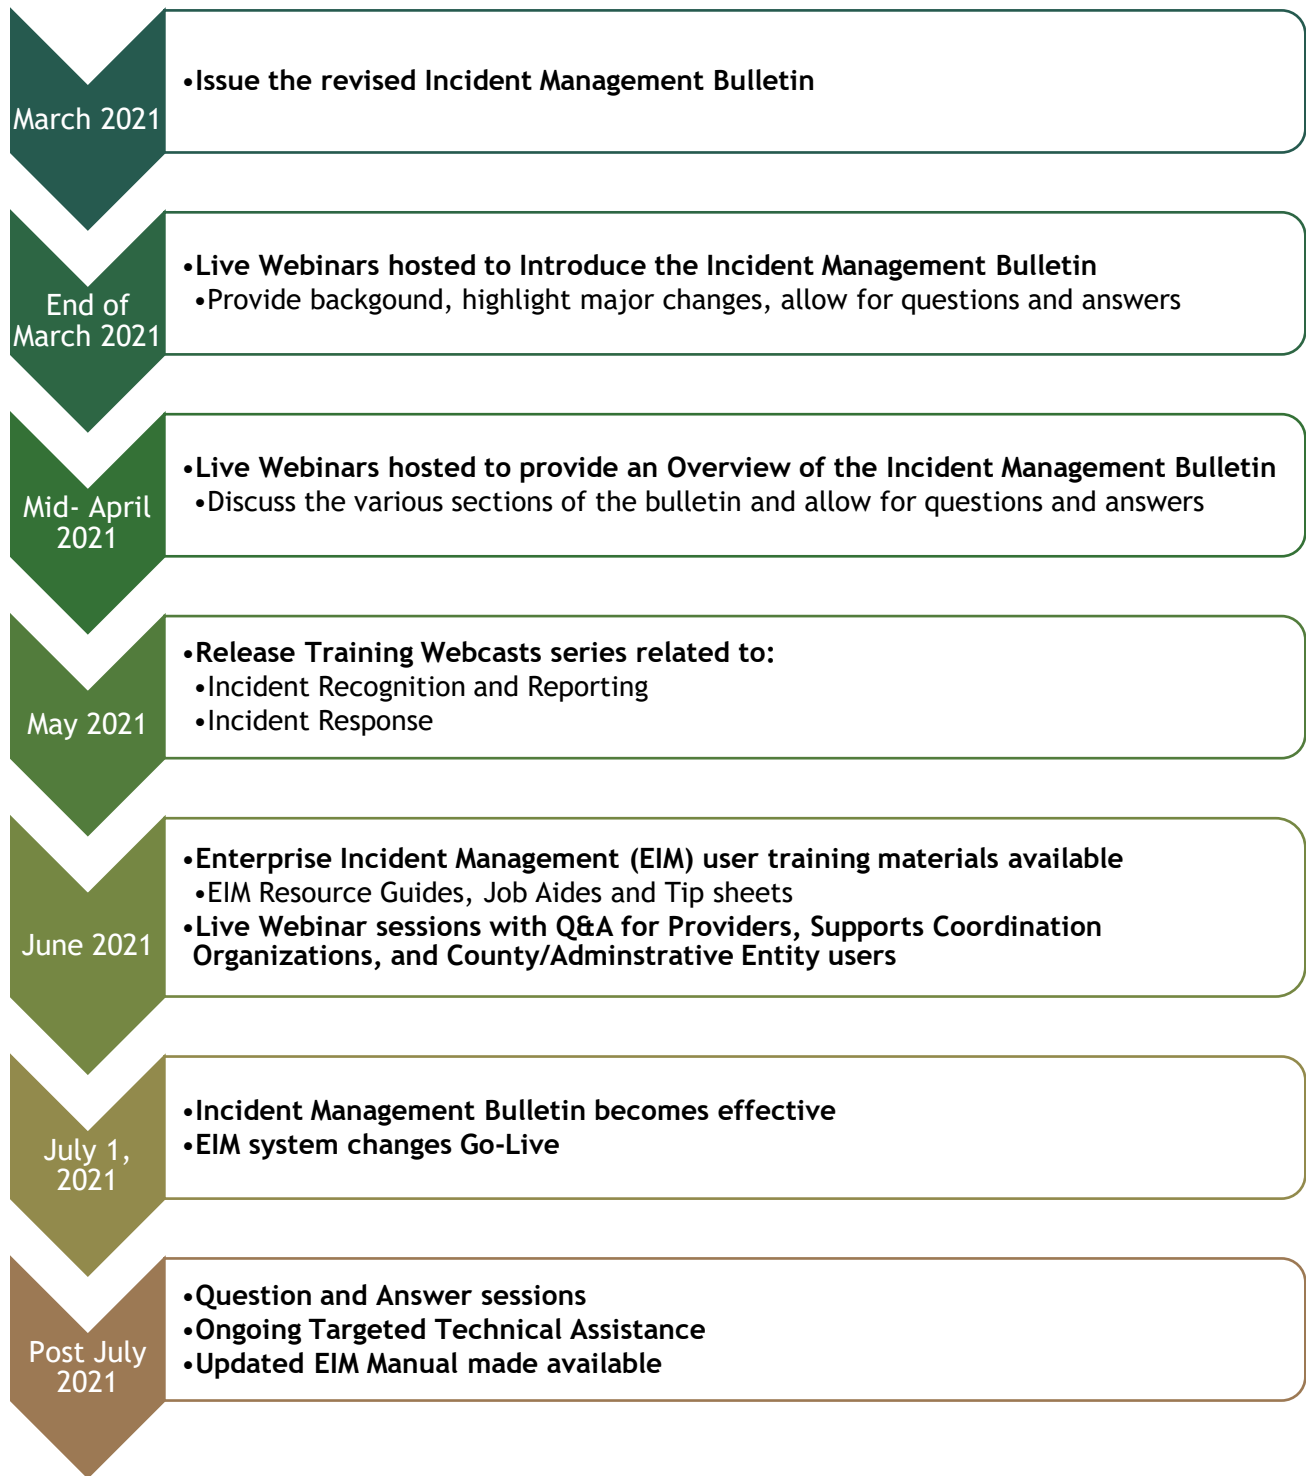 March 2021
•Issue the revised Incident Management Bulletin
End of
March 2021
•Live Webinars hosted to Introduce the Incident Management Bulletin
•Provide backgound, highlight major changes, allow for questions and answers
Mid- April
2021
•Live Webinars hosted to provide an Overview of the Incident Management Bulletin
•Discuss the various sections of the bulletin and allow for questions and answers
May 2021
•Release Training Webcasts series related to:
•Incident Recognition and Reporting
•Incident Response
June 2021
•Enterprise Incident Management (EIM) user training materials available
•EIM Resource Guides, Job Aides and Tip sheets
•Live Webinar sessions with Q&A for Providers, Supports Coordination
Organizations, and County/Adminstrative Entity users
July 1,
2021
•Incident Management Bulletin becomes effective
•EIM system changes Go-Live
Post July
2021
•Question and Answer sessions
•Ongoing Targeted Technical Assistance
•Updated EIM Manual made available